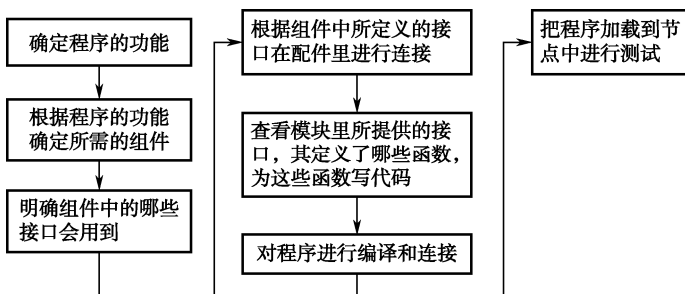 确定程序的功能
根据程序的功能
确定所需的组件
明确组件中的哪些
接口会用到
根据组件中所定义的接
口在配件里进行连接
查看模块里所提供的接
口，其定义了哪些函数，
为这些函数写代码
对程序进行编译和连接
把程序加载到节
点中进行测试